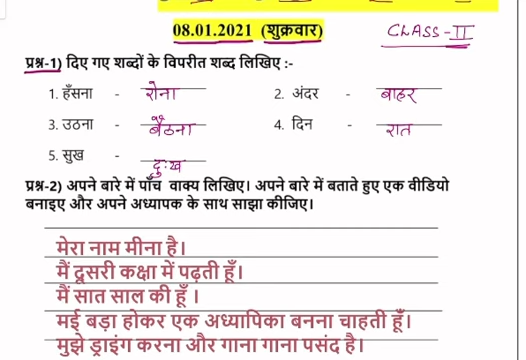 08.01.2021 (शुक्रवार) CLASS-II
प्रश्न-1) दिए गए शब्दों के विपरीत शब्द लिखिए :-
1. हँसना - रोना 2. अंदर - बाहर
3. उठना - बैठना 4. दिन - रात
5. सुख - दुःख
प्रश्न-2) अपने बारे में पाँच वाक्य लिखिए। अपने बारे में बताते हुए एक वीडियो
बनाइए और अपने अध्यापक के साथ साझा कीजिए।
मेरा नाम मीना है।
मैं दूसरी कक्षा में पढ़ती हूँ।
मैं सात साल की हूँ ।
मई बड़ा होकर एक अध्यापिका बनना चाहती हूँ।
मुझे ड्राइंग करना और गाना गाना पसंद है।